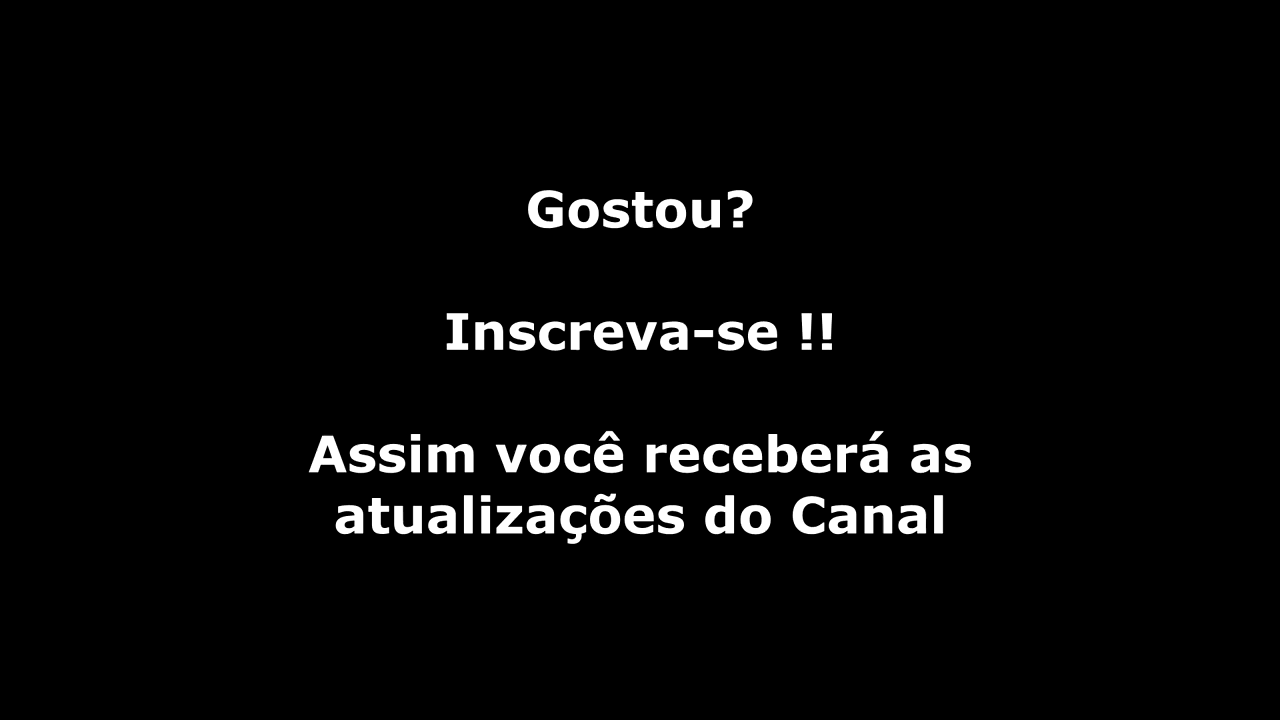 Gostou?
Inscreva-se !!
Assim você receberá as
atualizações do Canal